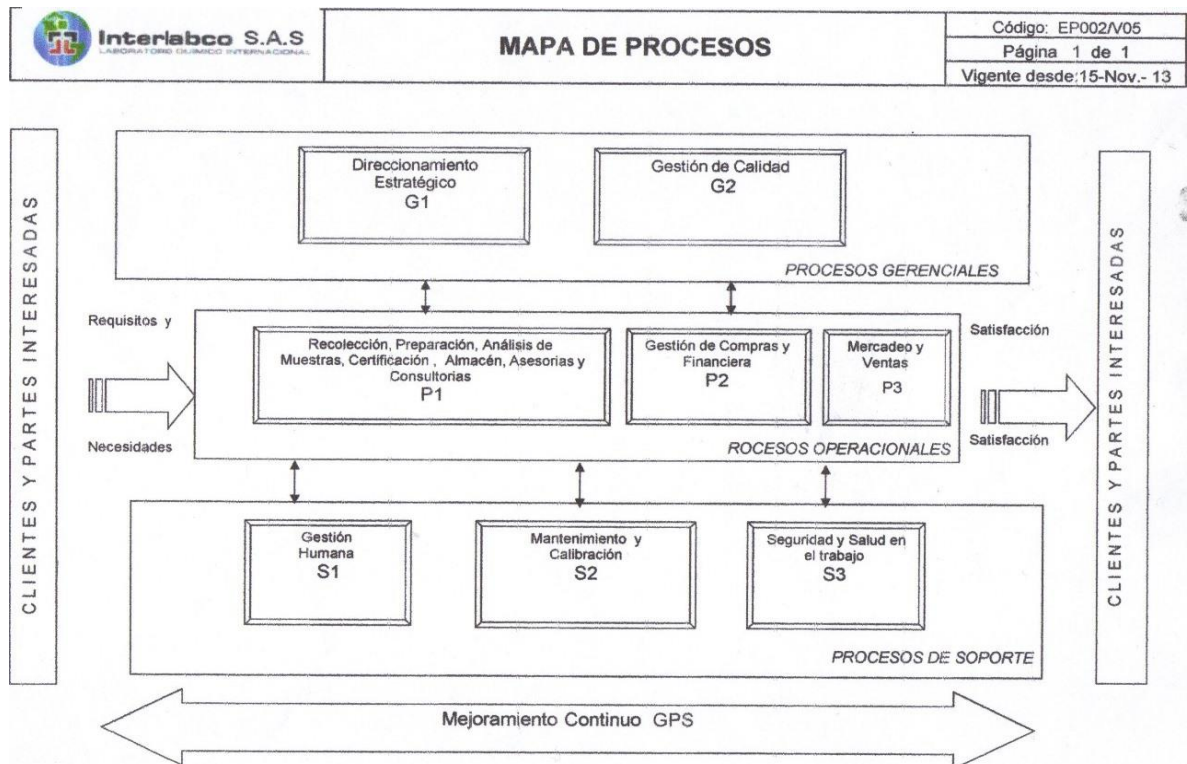 Interlabco S.A.S
LABORATORIO QUIMICO INTERNACIONAL
MAPA DE PROCESOS
Código: EP002/V05
Página 1 de 1
Vigente desde:15-Nov.- 13
CLIENTES Y PARTES INTERESADAS
Direccionamiento
Estratégico
G1
Gestión de Calidad
G2
PROCESOS GERENCIALES
Requisitos y
Necesidades
Recolección, Preparación, Análisis de
Muestras, Certificación , Almacén, Asesorias y
Consultorias
P1
Gestión de Compras y
Financiera
P2
Mercadeo y
Ventas
P3
ROCESOS OPERACIONALES
Satisfacción
Satisfacción
CLIENTES Y PARTES INTERESADAS
Gestión
Humana
S1
Mantenimiento y
Calibración
S2
Seguridad y Salud en
el trabajo
S3
PROCESOS DE SOPORTE
Mejoramiento Continuo GPS